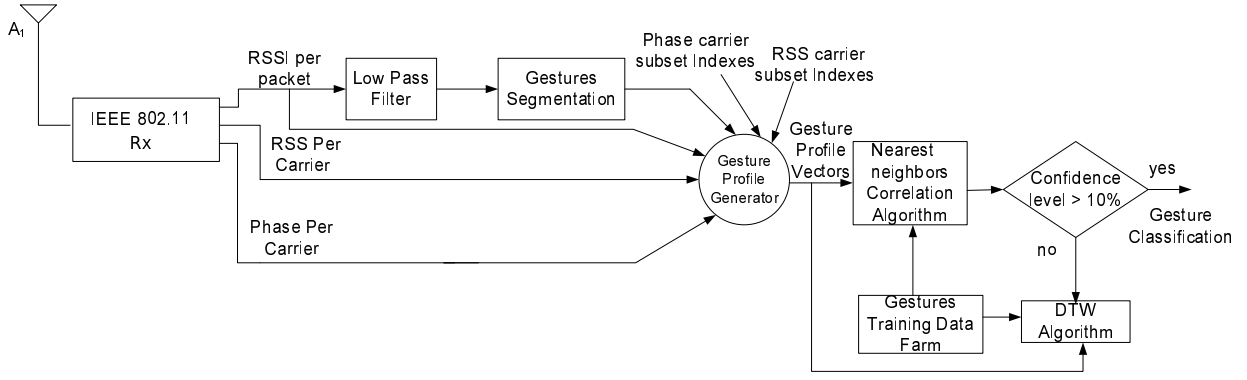 A1
IEEE 802.11
Rx
RSSI per
packet
Low Pass
Filter
Gestures
Segmentation
Phase carrier
subset Indexes
RSS carrier
subset Indexes
RSS Per
Carrier
Phase Per
Carrier
Gesture
Profile
Generator
Gesture
Profile
Vectors
Nearest
neighbors
Correlation
Algorithm
Confidence
level > 10%
yes
Gesture
Classification
no
Gestures
Training Data
Farm
DTW
Algorithm